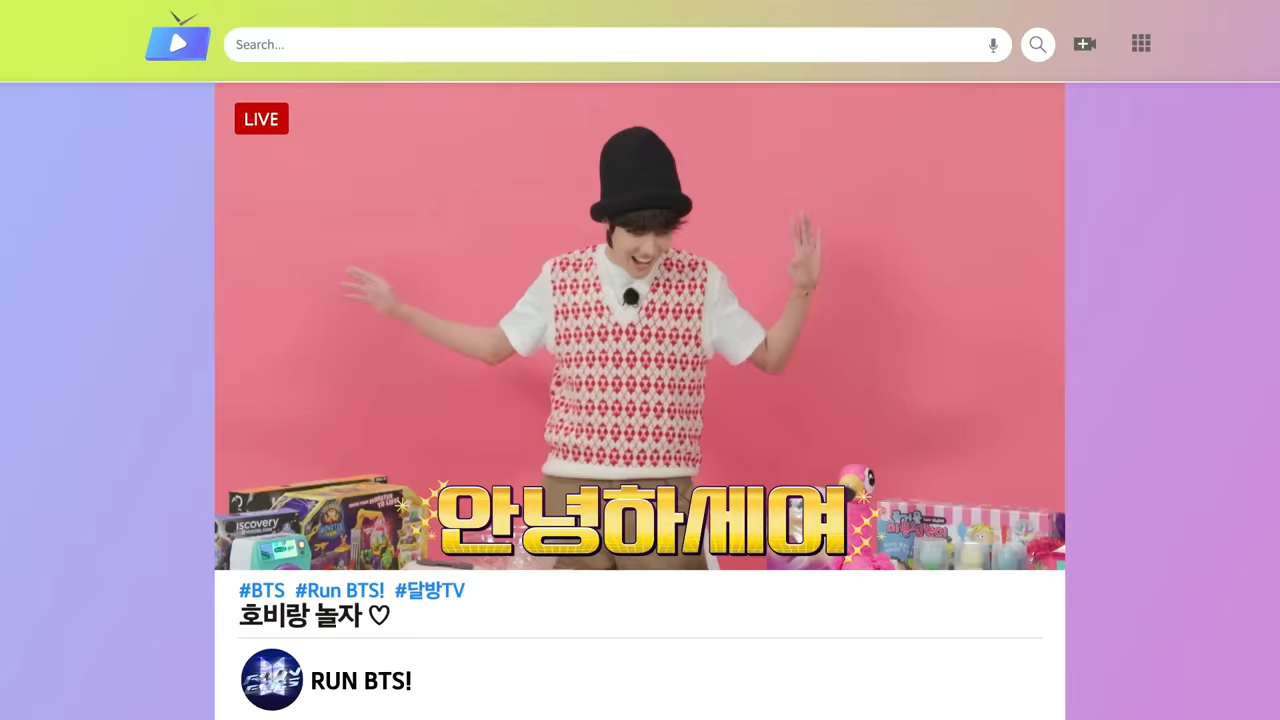 Search...
LIVE
안녕하세여
iscovery
#BTS #Run BTS! #달방TV
호비랑 놀자 ♡
RUN BTS!